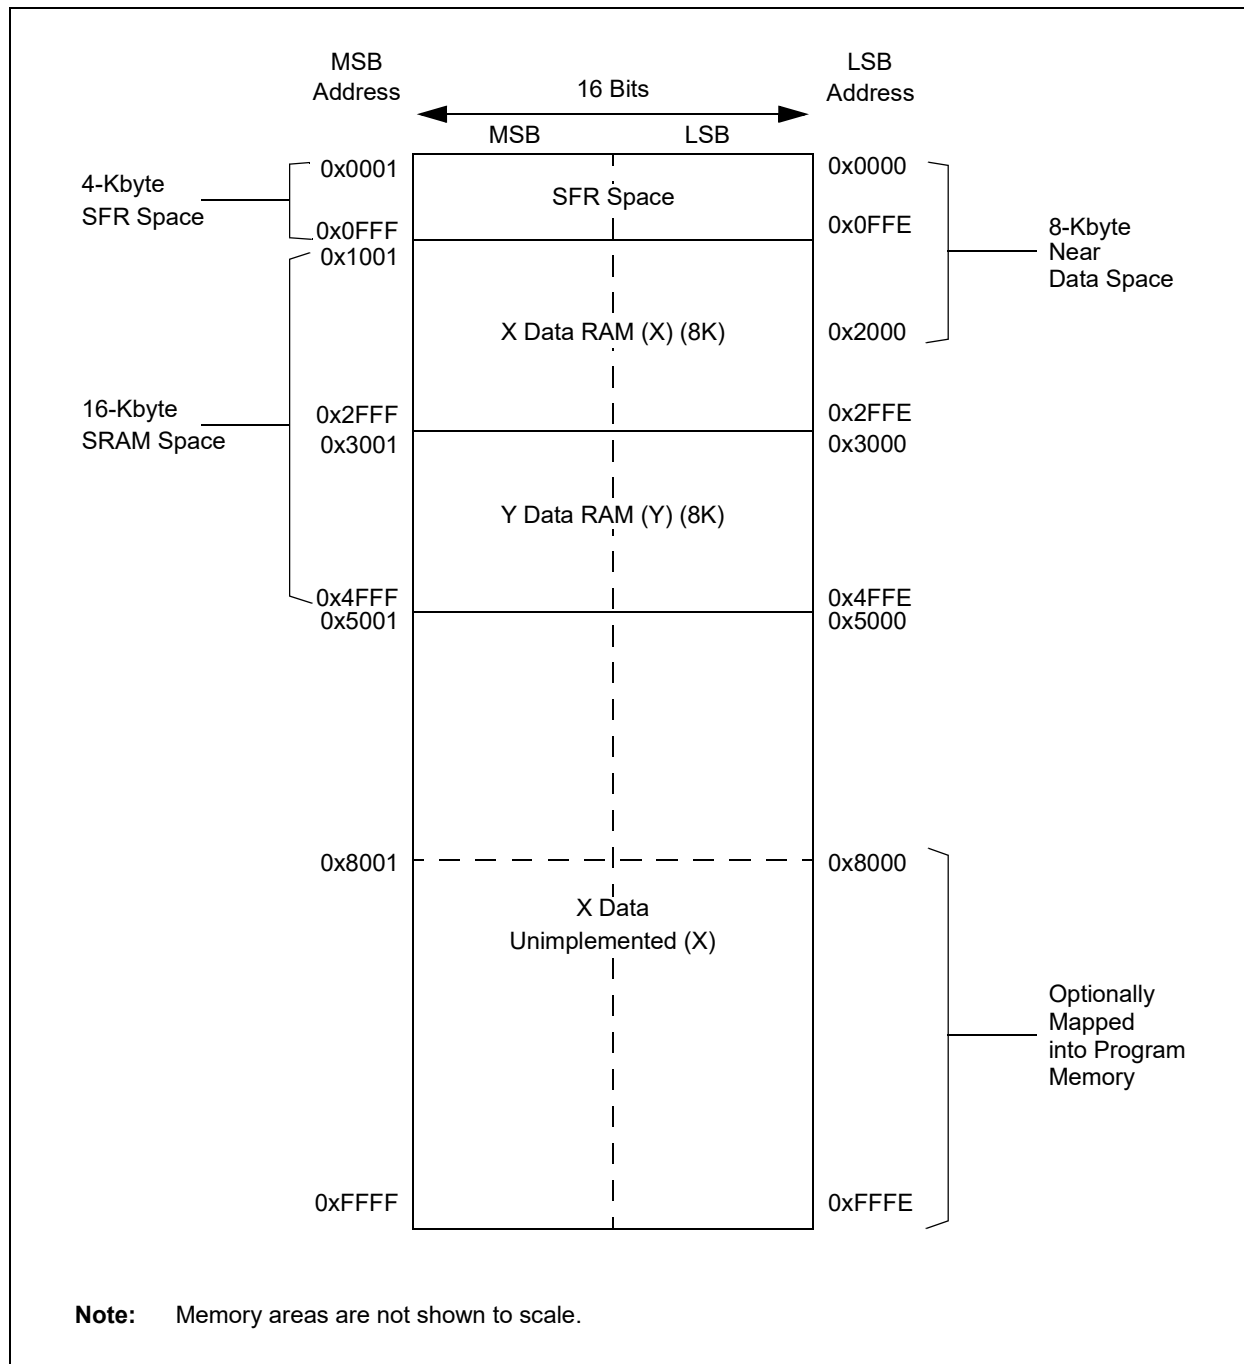 MSB
Address
LSB
Address
16 Bits
MSB
LSB
0x0001
0x0000
4-Kbyte
SFR Space
SFR Space
0x0FFF
0x0FFE
8-Kbyte
Near
Data Space
0x1001
X Data RAM (X) (8K)
0x2000
16-Kbyte
SRAM Space
0x2FFF
0x2FFE
0x3001
0x3000
Y Data RAM (Y) (8K)
0x4FFF
0x4FFE
0x5001
0x5000
0x8001
0x8000
X Data
Unimplemented (X)
Optionally
Mapped
into Program
Memory
0xFFFF
0xFFFE
Note: Memory areas are not shown to scale.